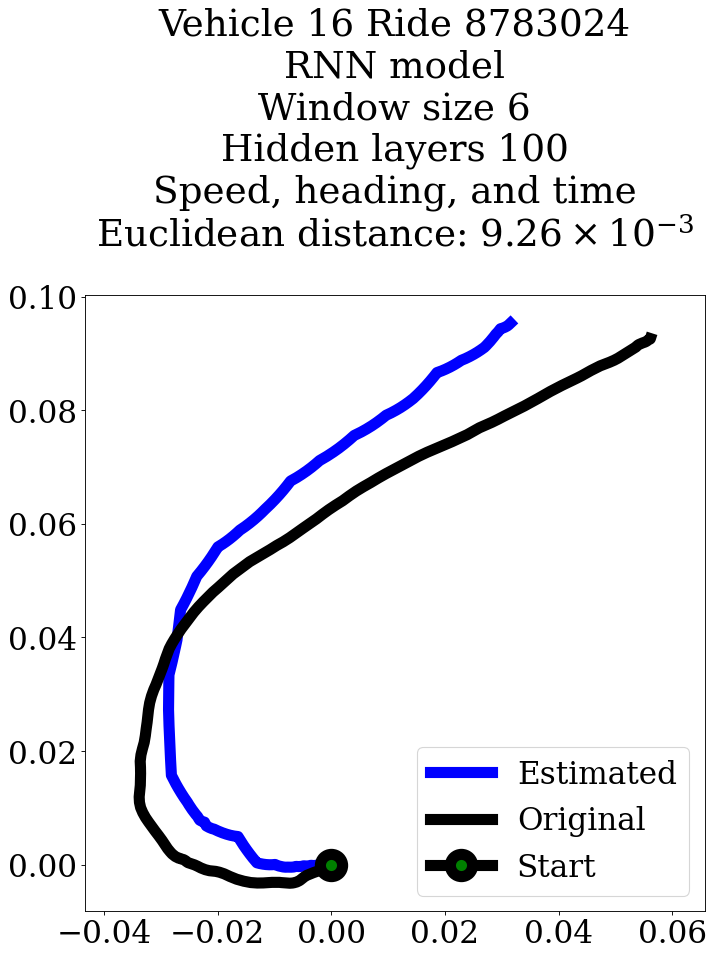 Vehicle 16 Ride 8783024
RNN model
Window size 6
Hidden layers 100
Speed, heading, and time
Euclidean distance: 9.26 × 10⁻³
0.10
0.08
0.06
0.04
0.02
0.00
Estimated
Original
Start
−0.04 −0.02 0.00 0.02 0.04 0.06